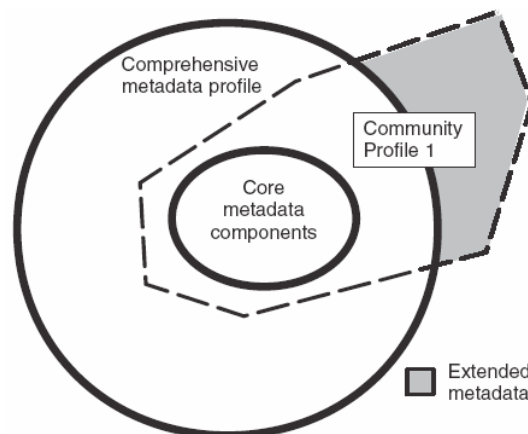 Comprehensive
metadata profile
Community
Profile 1
Core
metadata
components
Extended
metadata